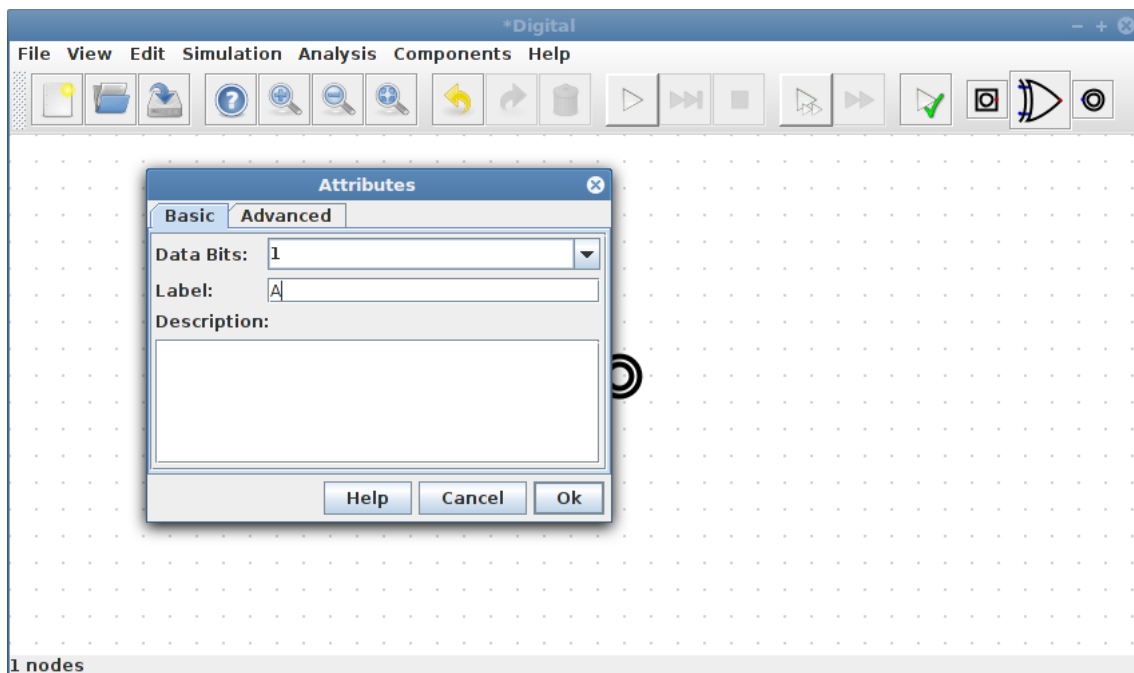 *Digital
File View Edit Simulation Analysis Components Help
Attributes
Basic Advanced
Data Bits: 1
Label: A
Description:
Help Cancel Ok
1 nodes